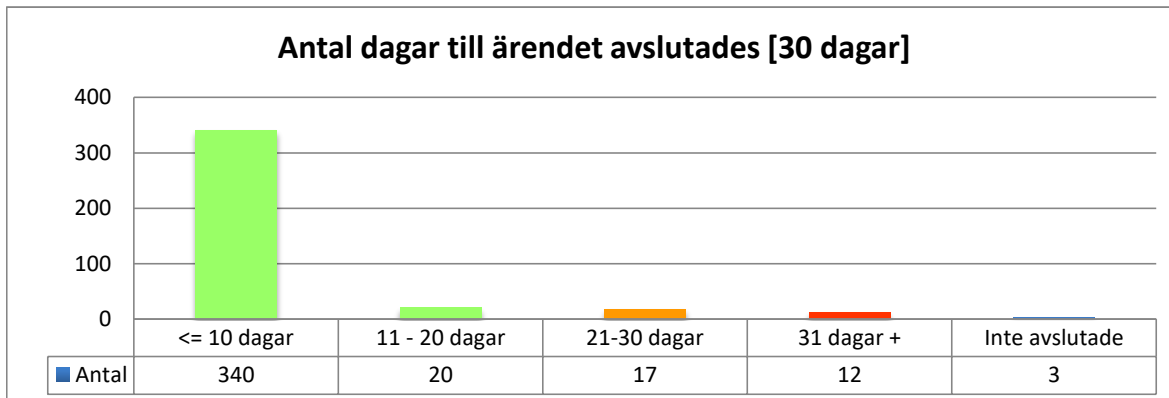 Antal dagar till ärendet avslutades [30 dagar]
400
300
200
100
0
<= 10 dagar 11 - 20 dagar 21-30 dagar 31 dagar + Inte avslutade
Antal 340 20 17 12 3